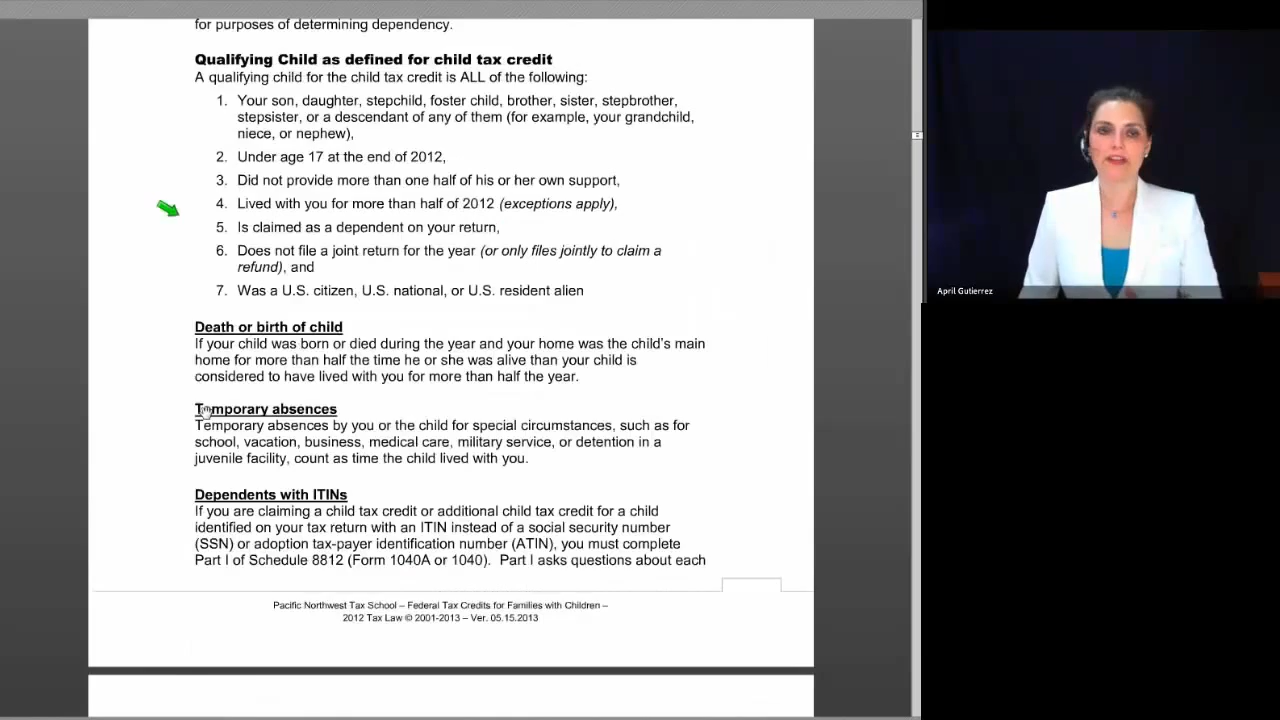 for purposes of determining dependency.
Qualifying Child as defined for child tax credit
A qualifying child for the child tax credit is ALL of the following:
1. Your son, daughter, stepchild, foster child, brother, sister, stepbrother,
stepsister, or a descendant of any of them (for example, your grandchild,
niece, or nephew),
2. Under age 17 at the end of 2012,
3. Did not provide more than one half of his or her own support,
4. Lived with you for more than half of 2012 (exceptions apply),
5. Is claimed as a dependent on your return,
6. Does not file a joint return for the year (or only files jointly to claim a
refund), and
7. Was a U.S. citizen, U.S. national, or U.S. resident alien
Death or birth of child
If your child was born or died during the year and your home was the child's main
home for more than half the time he or she was alive than your child is
considered to have lived with you for more than half the year.
Temporary absences
Temporary absences by you or the child for special circumstances, such as for
school, vacation, business, medical care, military service, or detention in a
juvenile facility, count as time the child lived with you.
Dependents with ITINs
If you are claiming a child tax credit or additional child tax credit for a child
identified on your tax return with an ITIN instead of a social security number
(SSN) or adoption tax-payer identification number (ATIN), you must complete
Part I of Schedule 8812 (Form 1040A or 1040). Part I asks questions about each
Pacific Northwest Tax School – Federal Tax Credits for Families with Children –
2012 Tax Law © 2001-2013 – Ver. 05.15.2013
April Gutierrez